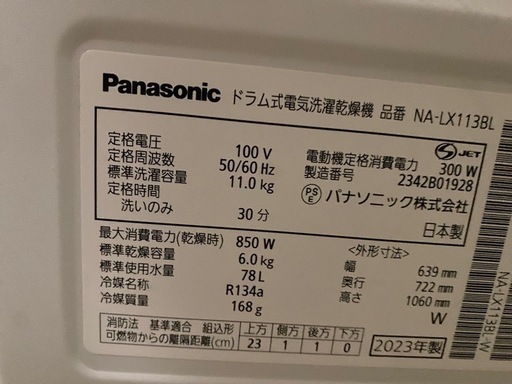 Panasonic ドラム式電気洗濯乾燥機 品番 NA-LX113BL
定格電圧 100 V
定格周波数 50/60 Hz
標準洗濯容量 11.0 kg
定格時間
洗いのみ 30 分
JET
電動機定格消費電力 300 W
製造番号 2342B01928
PSE パナソニック株式会社
日本製
最大消費電力(乾燥時) 850 W
標準乾燥容量 6.0 kg
標準使用水量 78 L
冷媒名称 R134a
冷媒質量 168 g
<外形寸法>
幅 639 mm
奥行 722 mm
高さ 1060 mm
W
消防法 基準適合 組込形 上方 側方 後方 下方
可燃物からの離隔距離(cm) 23 1 1 0
2023年製
NA-LX113BL-W